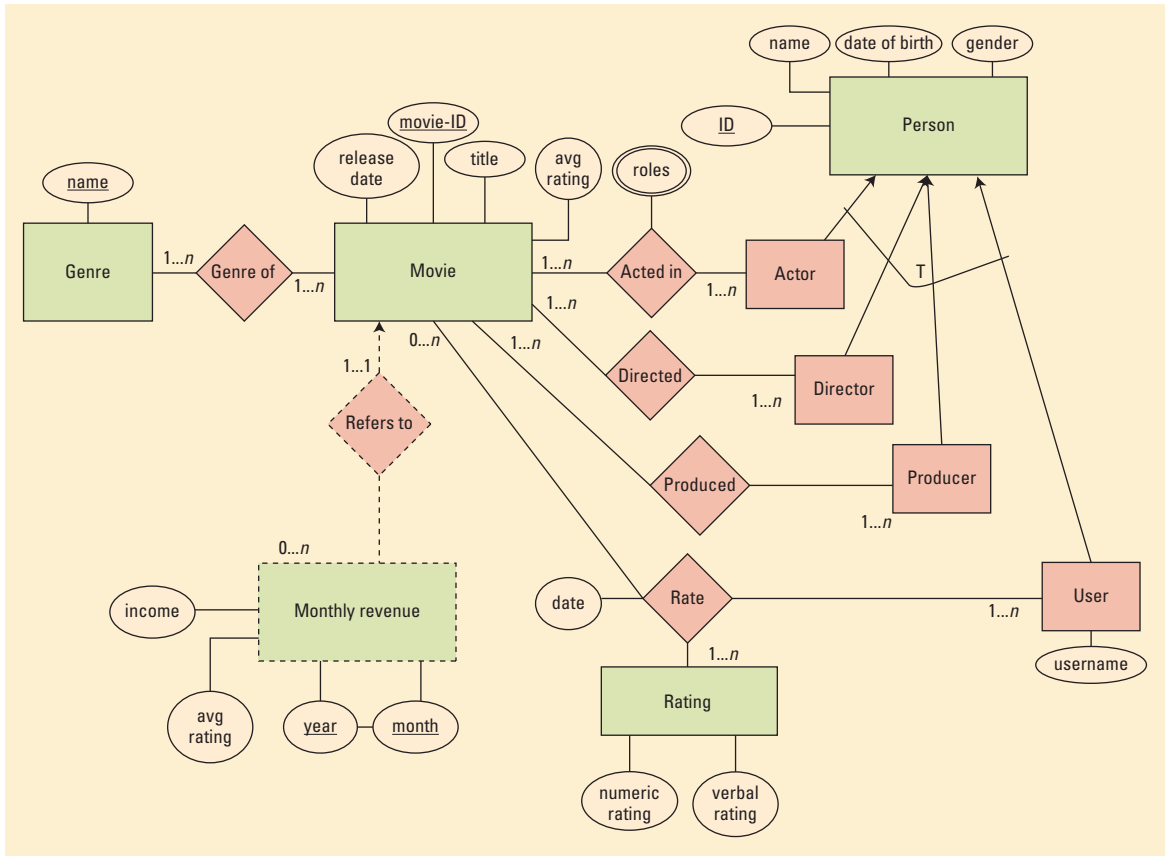 name
date of birth
gender
Person
ID
movie-ID
release
date
title
avg
rating
roles
name
Genre
1...n
Genre of
1...n
Movie
1...n
Acted in
1...n
Actor
T
1...n
Directed
1...n
Director
0...n
1...n
Produced
1...n
Producer
1...1
Refers to
0...n
Monthly revenue
income
avg
rating
year
month
date
Rate
1...n
User
username
1...n
Rating
numeric
rating
verbal
rating